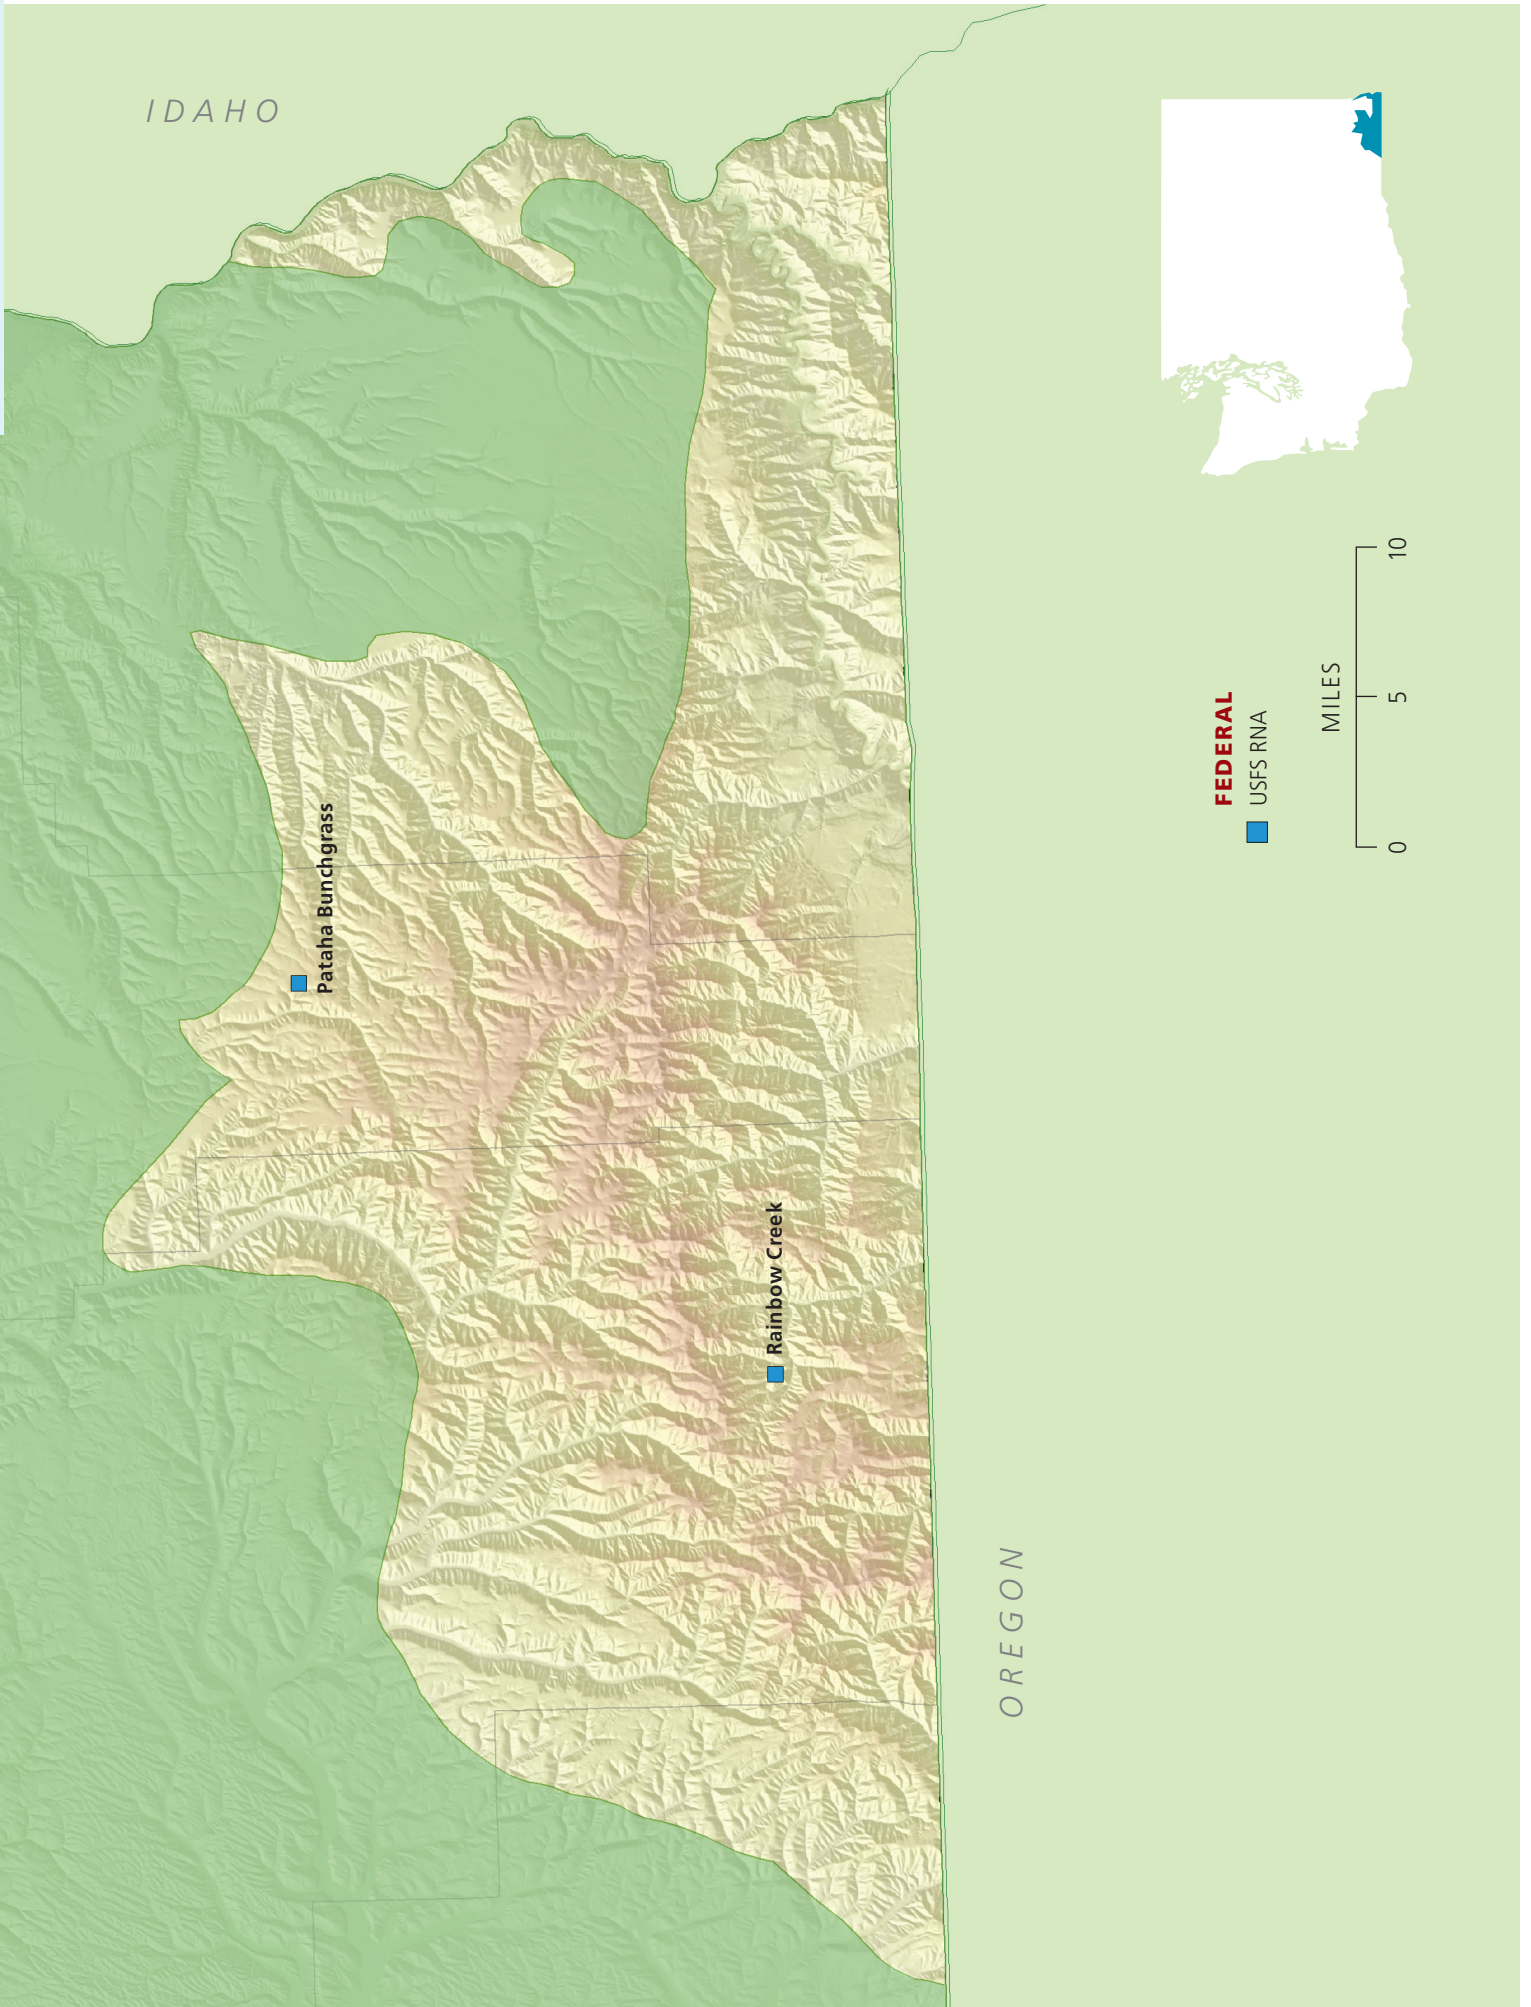 IDAHO
Pataha Bunchgrass
Rainbow Creek
OREGON
FEDERAL
USFS RNA
MILES
0 5 10